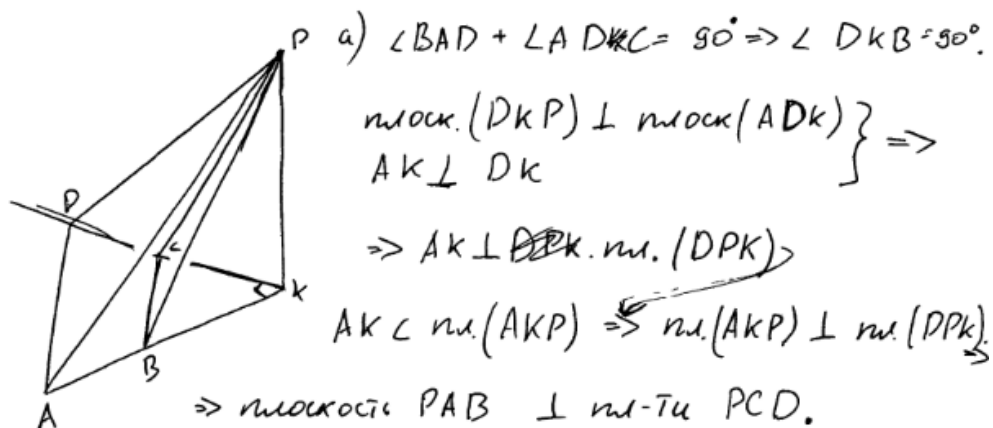 P
a) ∠BAD + ∠ADC = 90° => ∠ DKB = 90°.
плоск. (DKP) ⊥ плоск (ADK)
AK ⊥ DK } =>
=> AK ⊥ пл. (DPK)
AK ⊂ пл. (AKP) => пл. (AKP) ⊥ пл. (DPK). =>
=> плоскость PAB ⊥ пл-ти PCD.
D
C
K
B
A